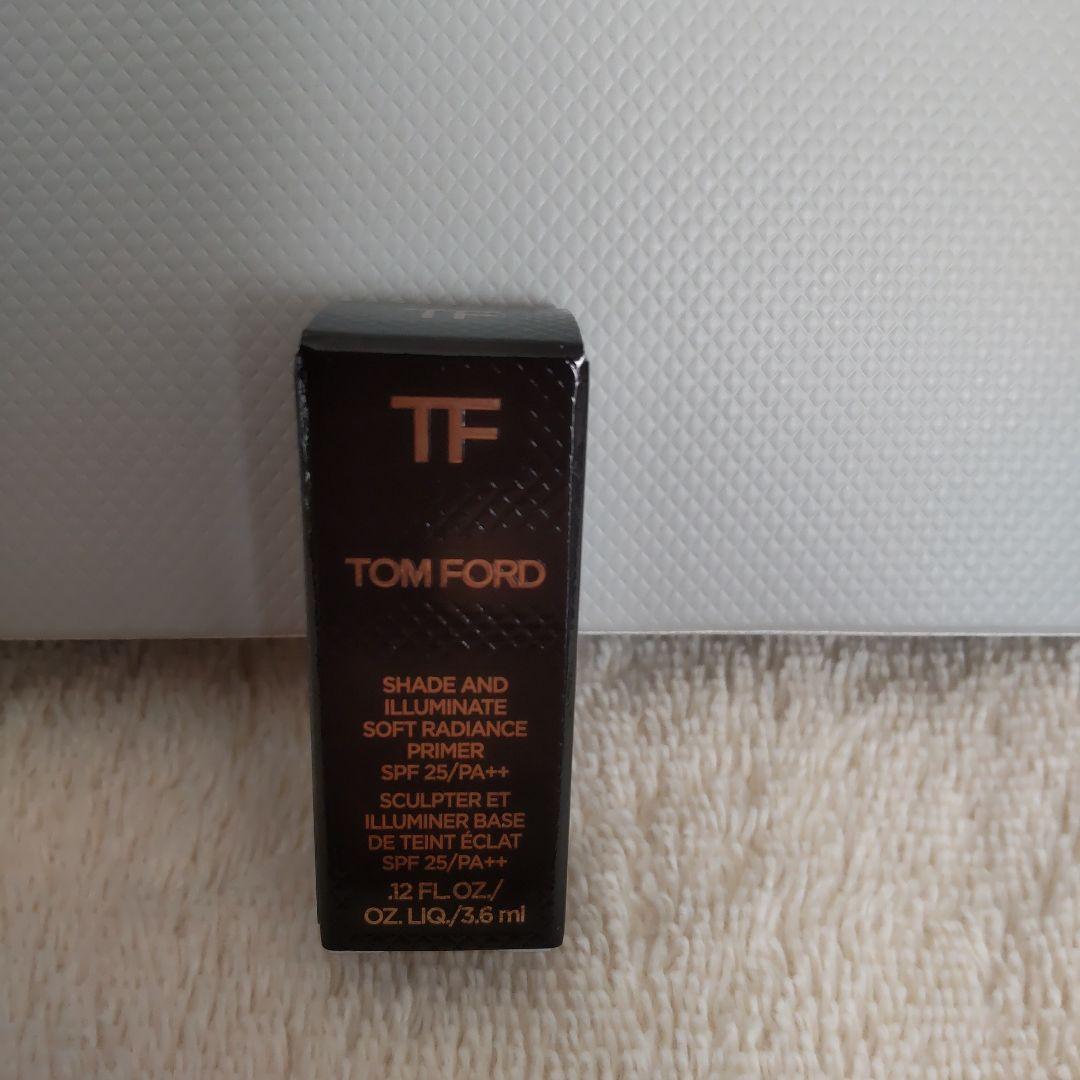 TF
TF
TOM FORD
SHADE AND
ILLUMINATE
SOFT RADIANCE
PRIMER
SPF 25/PA++
SCULPTER ET
ILLUMINER BASE
DE TEINT ÉCLAT
SPF 25/PA++
.12 FL.OZ./
OZ. LIQ./3.6 ml